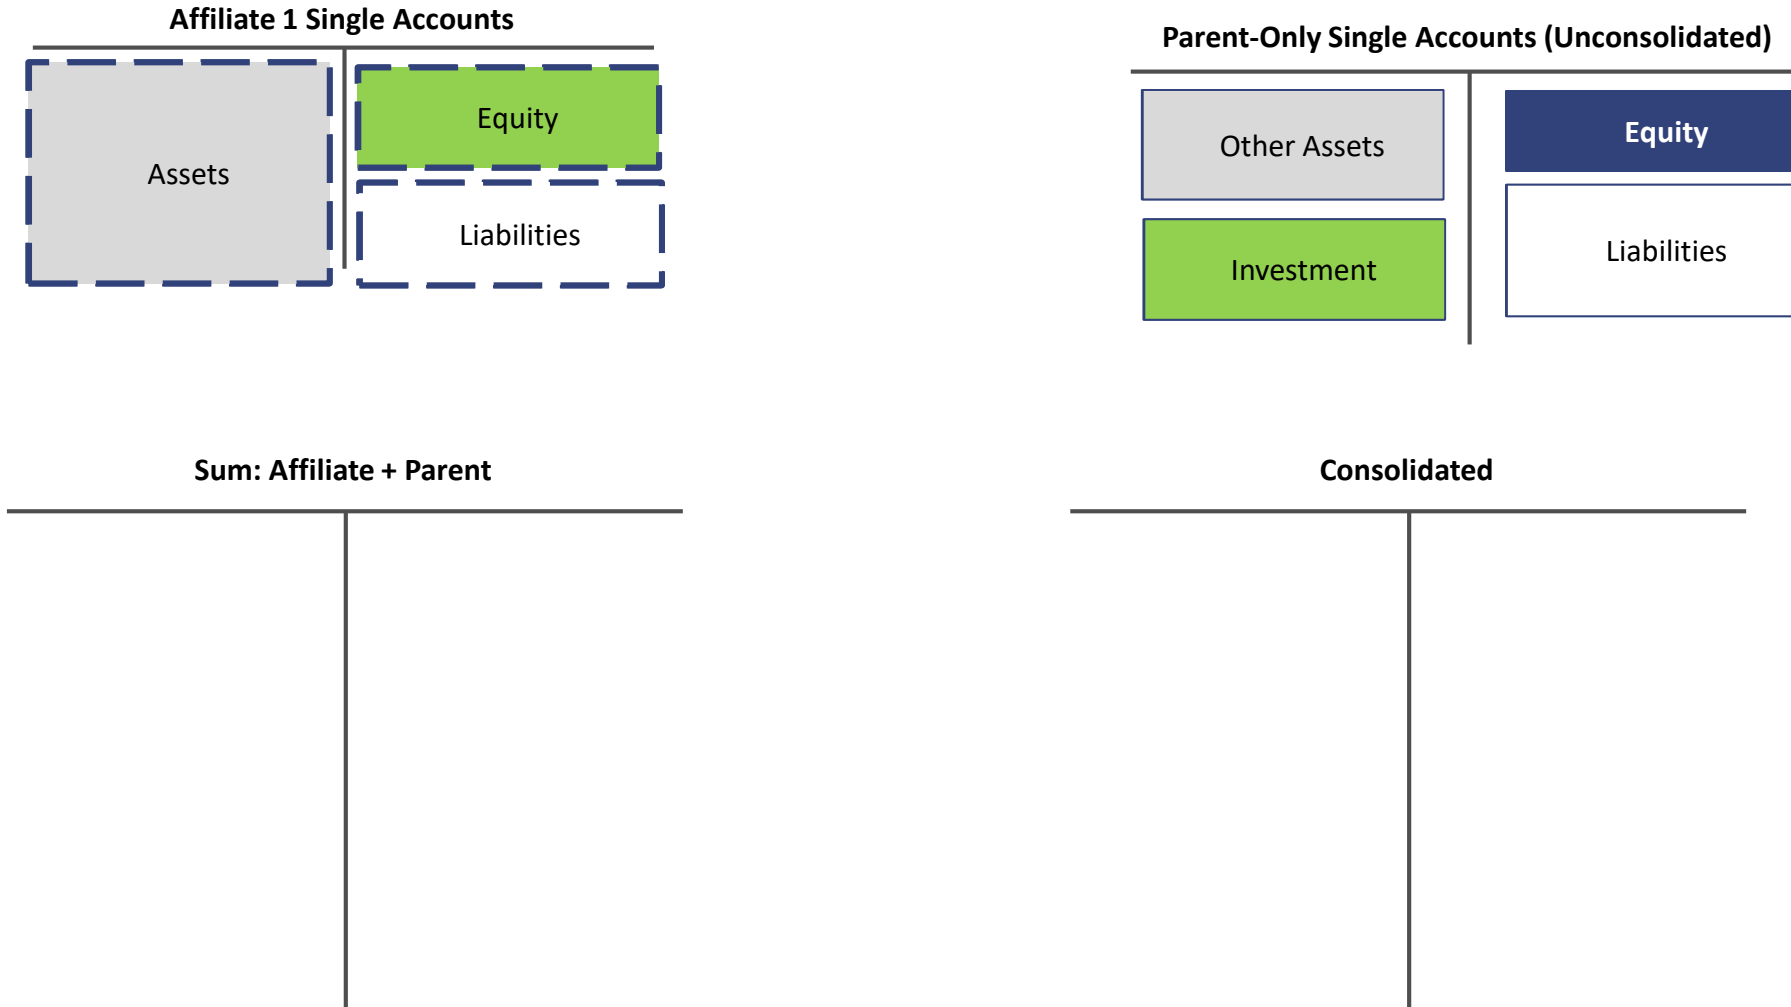 Affiliate 1 Single Accounts
Assets
Equity
Liabilities
Parent-Only Single Accounts (Unconsolidated)
Other Assets
Investment
Equity
Liabilities
Sum: Affiliate + Parent
Consolidated